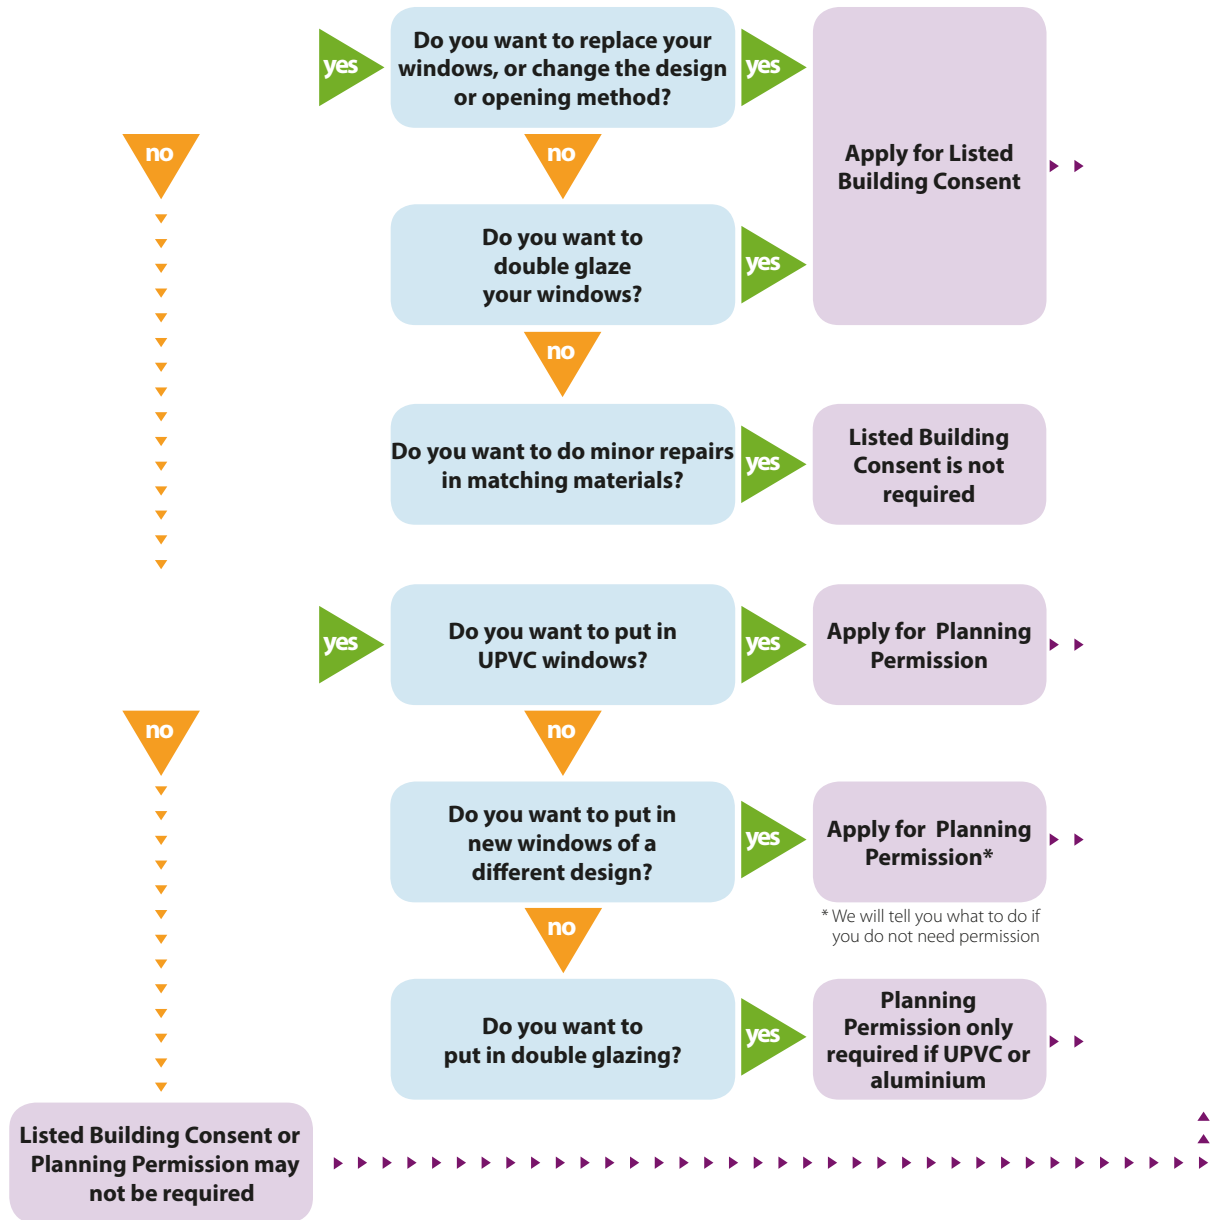 yes
Do you want to replace your
windows, or change the design
or opening method?
yes
Apply for Listed
Building Consent
no
no
Do you want to
double glaze
your windows?
yes
no
Do you want to do minor repairs
in matching materials?
yes
Listed Building
Consent is not
required
yes
Do you want to put in
UPVC windows?
yes
Apply for Planning
Permission
no
no
Do you want to put in
new windows of a
different design?
yes
Apply for Planning
Permission*
* We will tell you what to do if
you do not need permission
no
Do you want to
put in double glazing?
yes
Planning
Permission only
required if UPVC or
aluminium
Listed Building Consent or
Planning Permission may
not be required